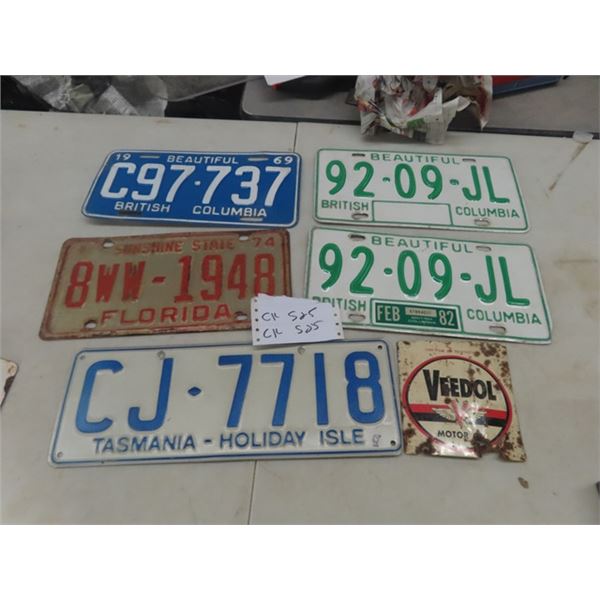 19 BEAUTIFUL 69
C97-737
BRITISH COLUMBIA
BEAUTIFUL
92-09-JL
BRITISH COLUMBIA
SUNSHINE STATE 74
8WW-1948
FLORIDA
BEAUTIFUL
92-09-JL
BRITISH FEB 82 COLUMBIA
CK 525
CK 525
CJ·7718
TASMANIA - HOLIDAY ISLE
VEEDOL
MOTOR